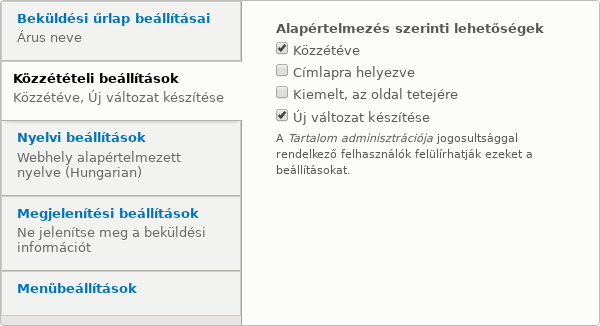 Beküldési űrlap beállításai
Árus neve
Közzétételi beállítások
Közzétéve, Új változat készítése
Nyelvi beállítások
Webhely alapértelmezett
nyelve (Hungarian)
Megjelenítési beállítások
Ne jelenítse meg a beküldési
információt
Menübeállítások
Alapértelmezés szerinti lehetőségek
Közzétéve
Címlapra helyezve
Kiemelt, az oldal tetejére
Új változat készítése
A Tartalom adminisztrációja jogosultsággal
rendelkező felhasználók felülírhatják ezeket a
beállításokat.